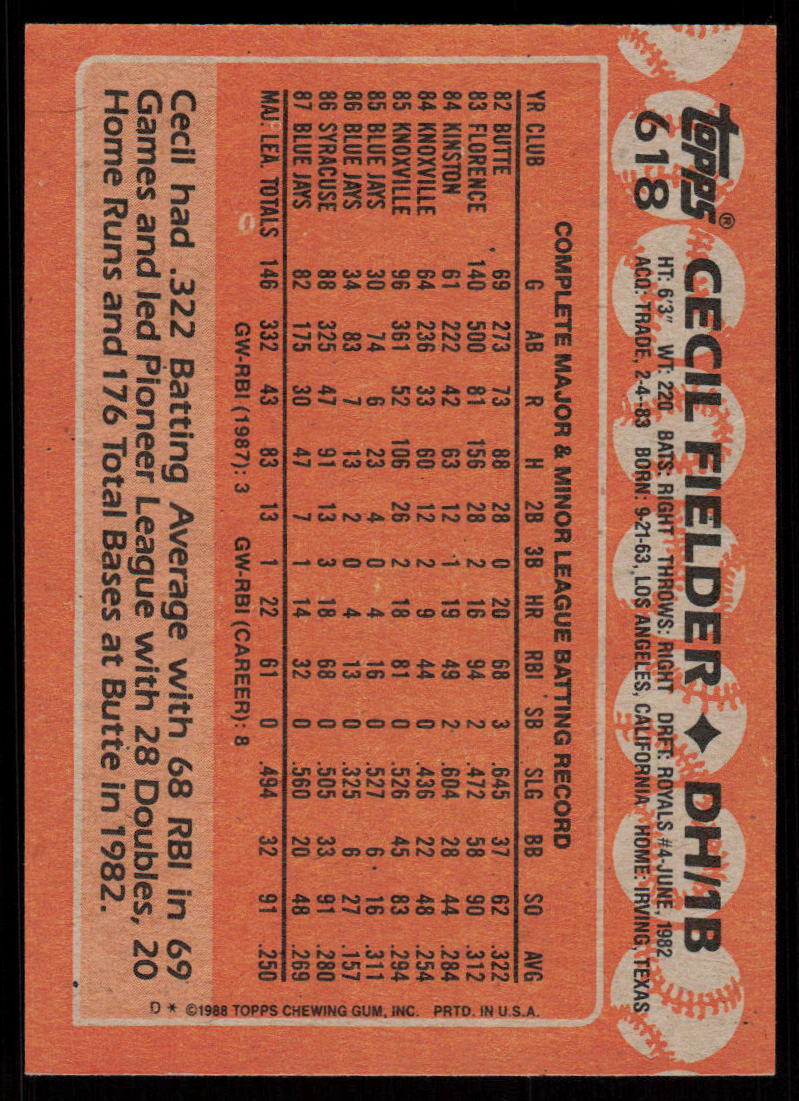 topps®
618
CECIL FIELDER ◆ DH/1B
HT: 6'3" WT: 220 BATS: RIGHT THROWS: RIGHT DRFT: ROYALS #4-JUNE, 1982
ACQ: TRADE, 2-4-83 BORN: 9-21-63, LOS ANGELES, CALIFORNIA HOME: IRVING, TEXAS
COMPLETE MAJOR & MINOR LEAGUE BATTING RECORD
YR CLUB G AB R H 2B 3B HR RBI SB SLG BB SO AVG
82 BUTTE 69 273 73 88 28 0 20 68 3 .645 37 62 .322
83 FLORENCE 140 500 81 156 28 2 16 94 2 .472 58 90 .312
84 KINSTON 61 222 42 63 12 1 19 49 2 .604 28 44 .284
84 KNOXVILLE 64 236 33 60 12 2 9 44 0 .436 22 48 .254
85 KNOXVILLE 96 361 52 106 26 2 18 81 0 .526 45 83 .294
85 BLUE JAYS 30 74 6 23 4 0 4 16 0 .527 6 16 .311
86 BLUE JAYS 34 83 7 13 2 0 4 13 0 .325 6 27 .157
86 SYRACUSE 88 325 47 91 13 3 18 68 0 .505 33 91 .280
87 BLUE JAYS 82 175 30 47 7 1 14 32 0 .560 20 48 .269
MAJ. LEA. TOTALS 146 332 43 83 13 1 22 61 0 .494 32 91 .250
GW-RBI (1987): 3 GW-RBI (CAREER): 8
Cecil had .322 Batting Average with 68 RBI in 69
Games and led Pioneer League with 28 Doubles, 20
Home Runs and 176 Total Bases at Butte in 1982.
D * ©1988 TOPPS CHEWING GUM, INC. PRTD. IN U.S.A.